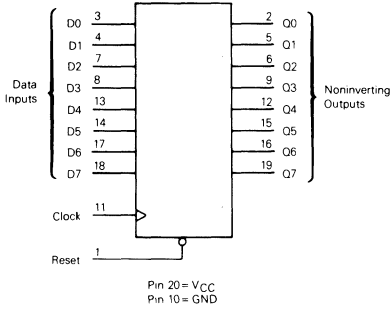 D0 3 2 Q0
D1 4 5 Q1
D2 7 6 Q2
Data Inputs
D3 8 9 Q3
Noninverting Outputs
D4 13 12 Q4
D5 14 15 Q5
D6 17 16 Q6
D7 18 19 Q7
Clock 11
Reset 1
Pin 20 = VCC
Pin 10 = GND